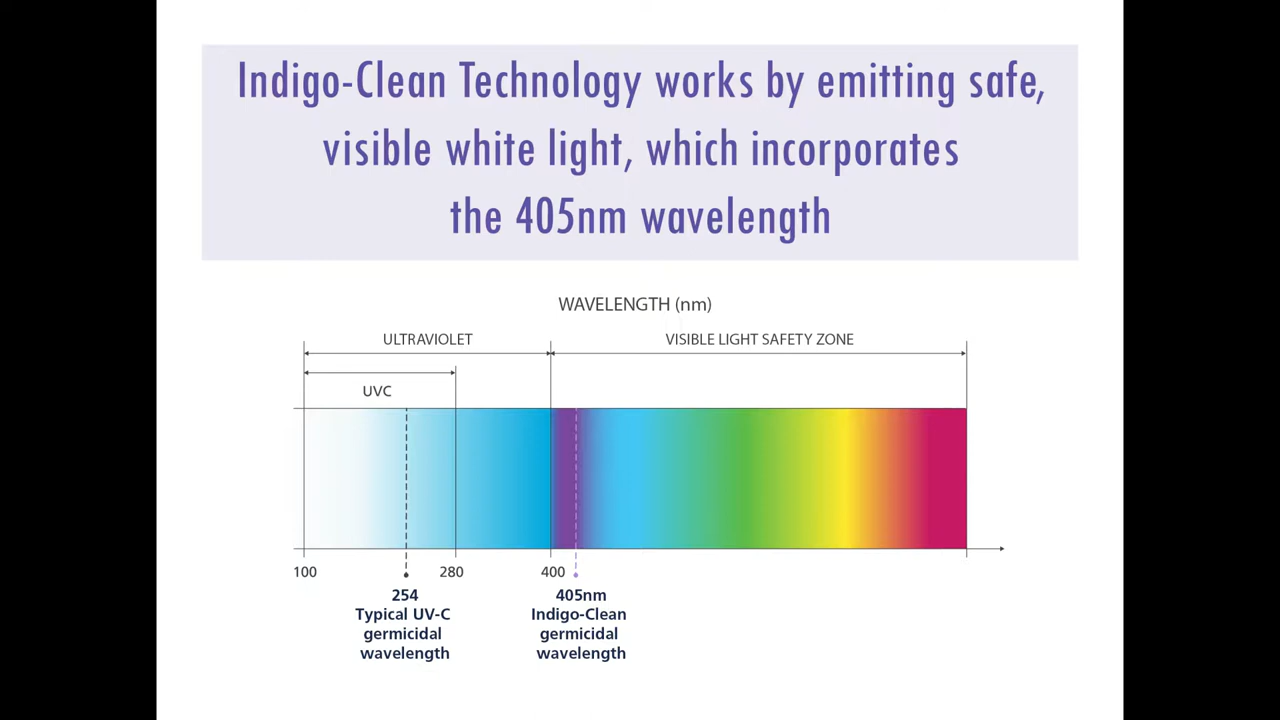 Indigo-Clean Technology works by emitting safe,
visible white light, which incorporates
the 405nm wavelength
WAVELENGTH (nm)
ULTRAVIOLET
VISIBLE LIGHT SAFETY ZONE
UVC
100
280
400
254
Typical UV-C
germicidal
wavelength
405nm
Indigo-Clean
germicidal
wavelength